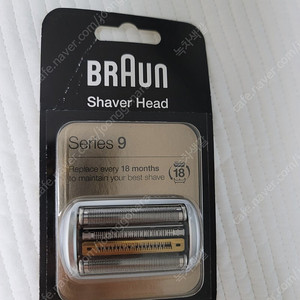 BRAUN
Shaver Head
Series 9
Replace every 18 months
to maintain your best shave
18